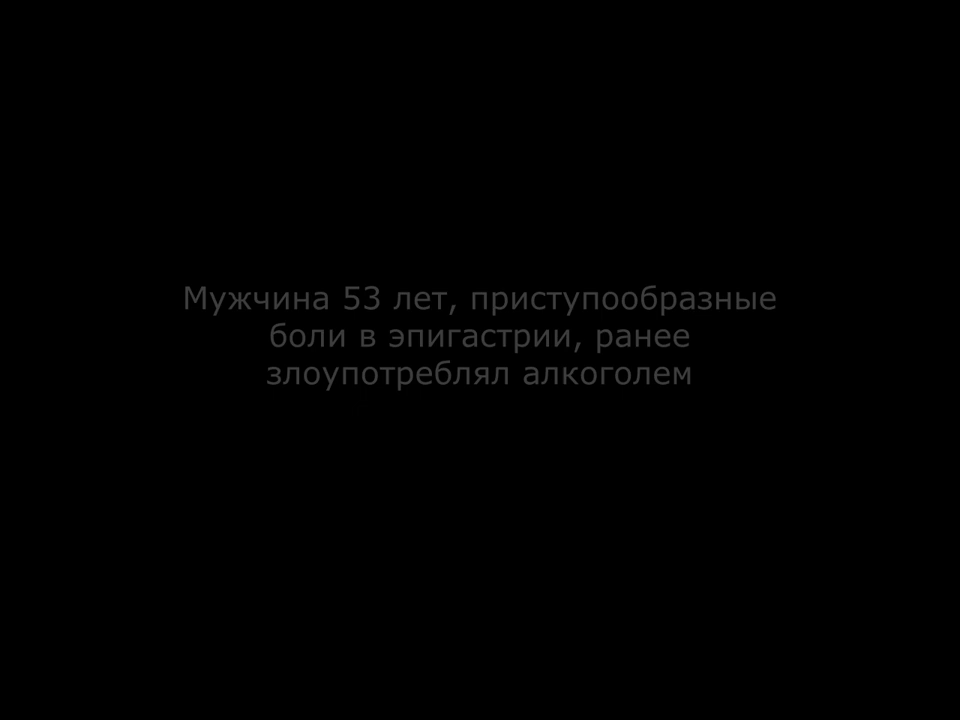 Мужчина 53 лет, приступообразные
боли в эпигастрии, ранее
злоупотреблял алкоголем